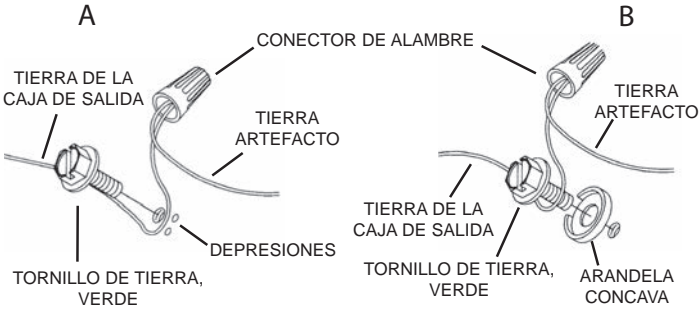 A
B
CONECTOR DE ALAMBRE
TIERRA DE LA
CAJA DE SALIDA
TIERRA
ARTEFACTO
TIERRA
ARTEFACTO
TIERRA DE LA
CAJA DE SALIDA
DEPRESIONES
TORNILLO DE TIERRA,
VERDE
TORNILLO DE TIERRA,
VERDE
ARANDELA
CONCAVA